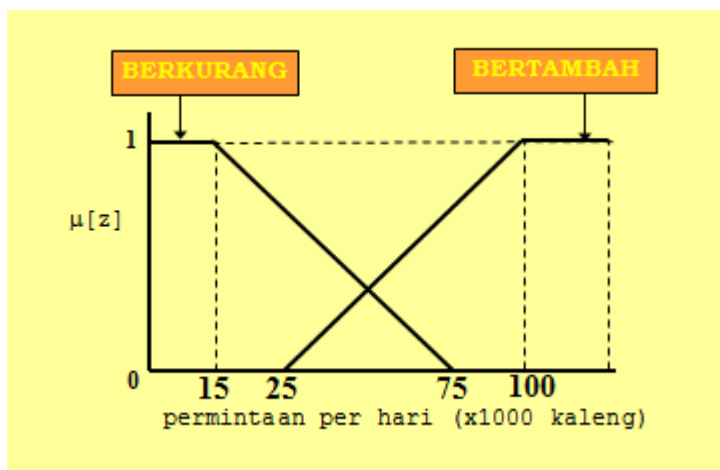 BERKURANG
BERTAMBAH
1
μ[z]
0
15 25 75 100
permintaan per hari (x1000 kaleng)